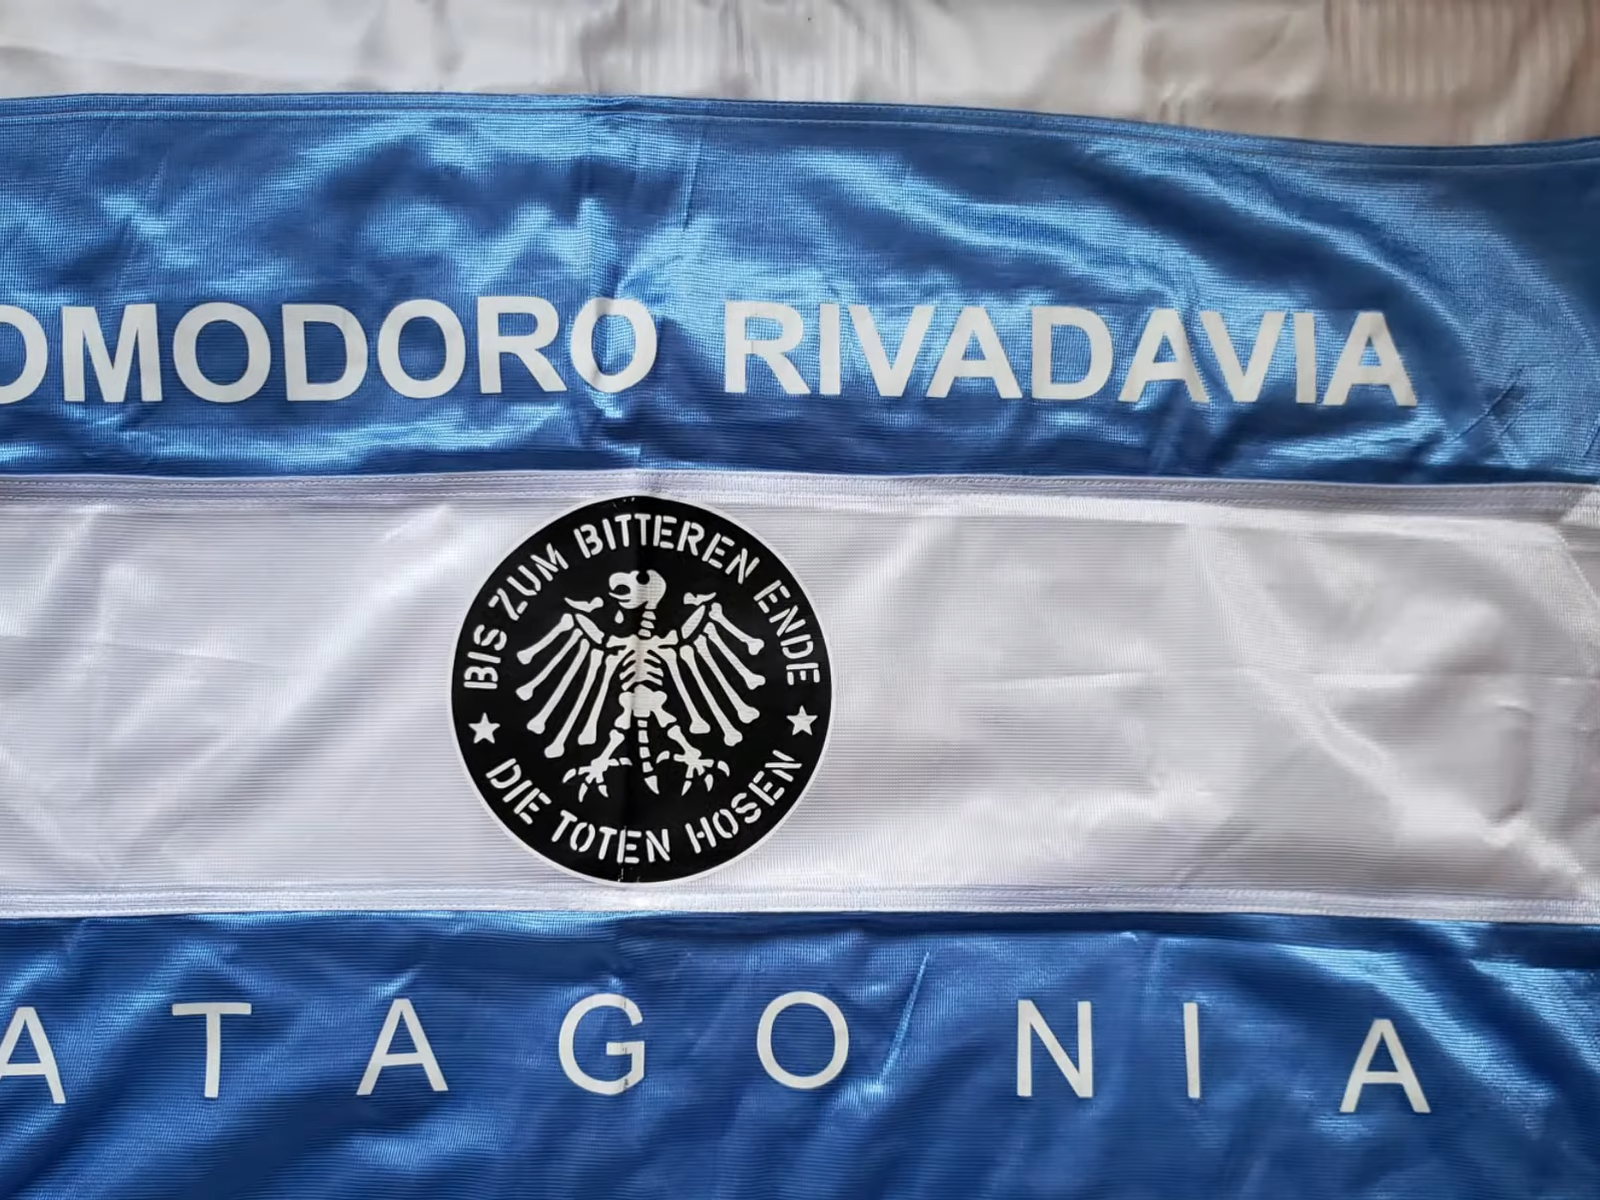 OMODORO RIVADAVIA
BIS ZUM BITTEREN ENDE
DIE TOTEN HOSEN
ATAGONIA